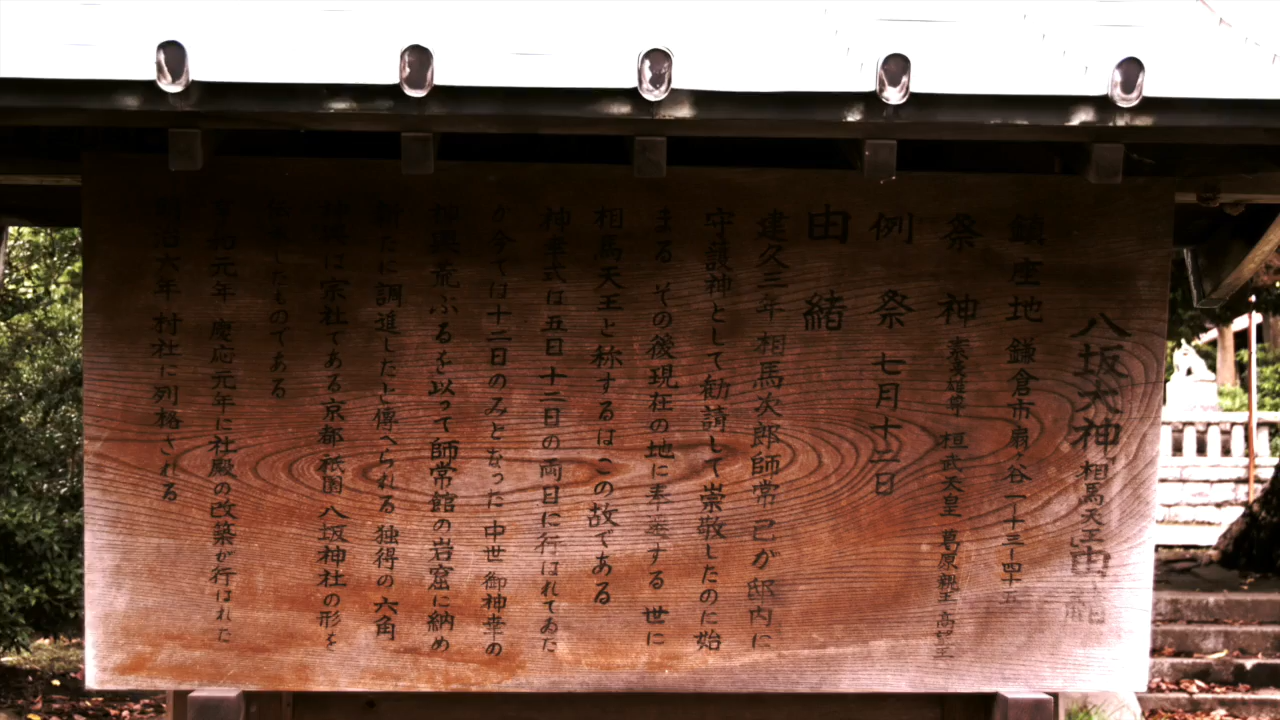 八坂大神 相馬天王由緒
鎮座地 鎌倉市扇ヶ谷一ー十三ー四十五
祭神 素盞雄尊 桓武天皇 葛原親王 高望王
例祭 七月十二日
由緒
建久三年相馬次郎師常己が邸内に
守護神として勧請して崇敬したのに始
まる その後現在の地に奉遷する 世に
相馬天王と称するはこの故である
神幸式は五日十二日の両日に行はれてゐた
が今ては十二日のみとなった 中世御神幸の
神輿荒ぶるを以って師常館の岩窟に納め
新たに調進したと傳へられる 独得の六角
神輿は宗社である京都祇園八坂神社の形を
したものである
享和元年 慶応元年に社殿の改築が行はれた
明治六年村社に列格される